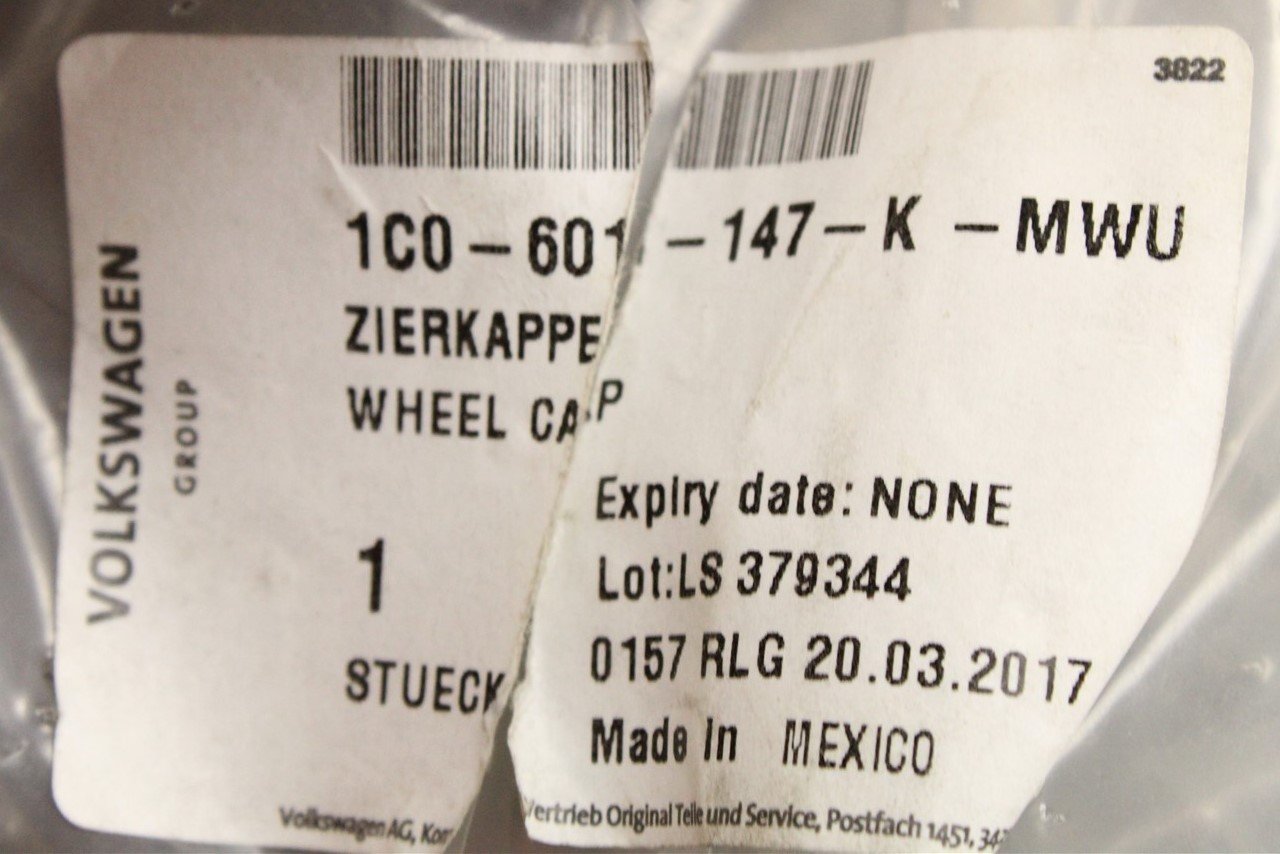 3822
1C0-601-147-K-MWU
ZIERKAPPE
WHEEL CAP
VOLKSWAGEN
GROUP
Expiry date: NONE
1
Lot:LS 379344
0157 RLG 20.03.2017
STUECK
Made in MEXICO
Volkswagen AG, Vertrieb Original Teile und Service, Postfach 1451,